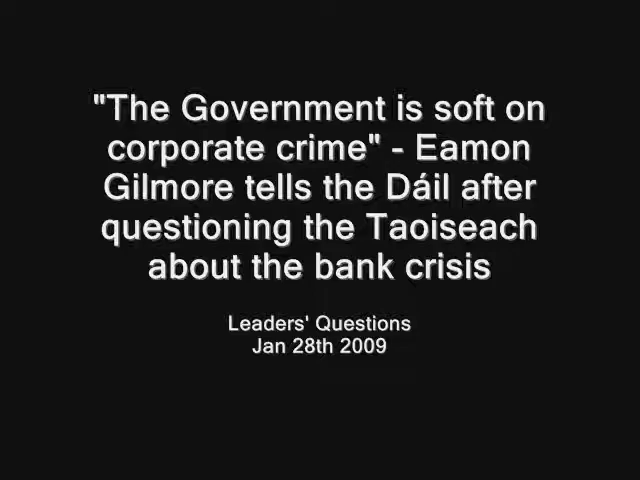 "The Government is soft on
corporate crime" - Eamon
Gilmore tells the Dáil after
questioning the Taoiseach
about the bank crisis
Leaders' Questions
Jan 28th 2009